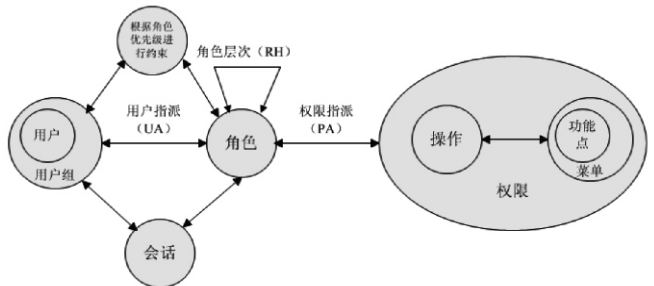 根据角色
优先级进
行约束
角色层次（RH）
用户指派
（UA）
权限指派
（PA）
用户
用户组
角色
操作
功能
点
菜单
权限
会话